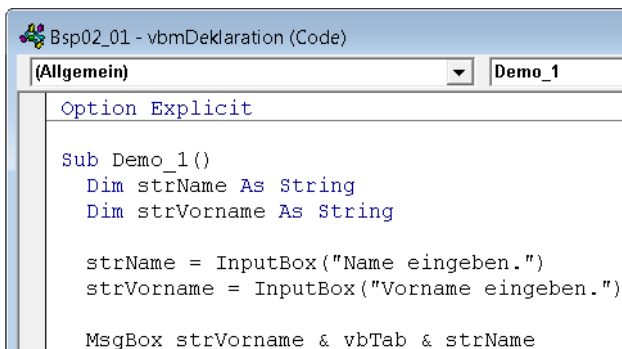 Bsp02_01 - vbmDeklaration (Code)
(Allgemein) Demo_1
Option Explicit
Sub Demo_1()
Dim strName As String
Dim strVorname As String
strName = InputBox("Name eingeben.")
strVorname = InputBox("Vorname eingeben.")
MsgBox strVorname & vbTab & strName